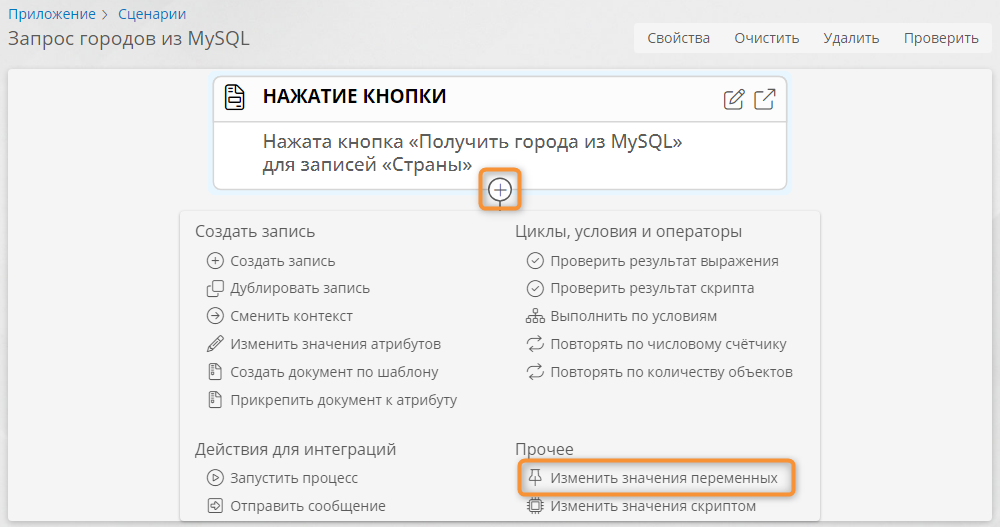 Приложение > Сценарии
Запрос городов из MySQL
Свойства Очистить Удалить Проверить
НАЖАТИЕ КНОПКИ
Нажата кнопка «Получить города из MySQL»
для записей «Страны»
Создать запись
Создать запись
Дублировать запись
Сменить контекст
Изменить значения атрибутов
Создать документ по шаблону
Прикрепить документ к атрибуту
Циклы, условия и операторы
Проверить результат выражения
Проверить результат скрипта
Выполнить по условиям
Повторять по числовому счётчику
Повторять по количеству объектов
Действия для интеграций
Запустить процесс
Отправить сообщение
Прочее
Изменить значения переменных
Изменить значения скриптом